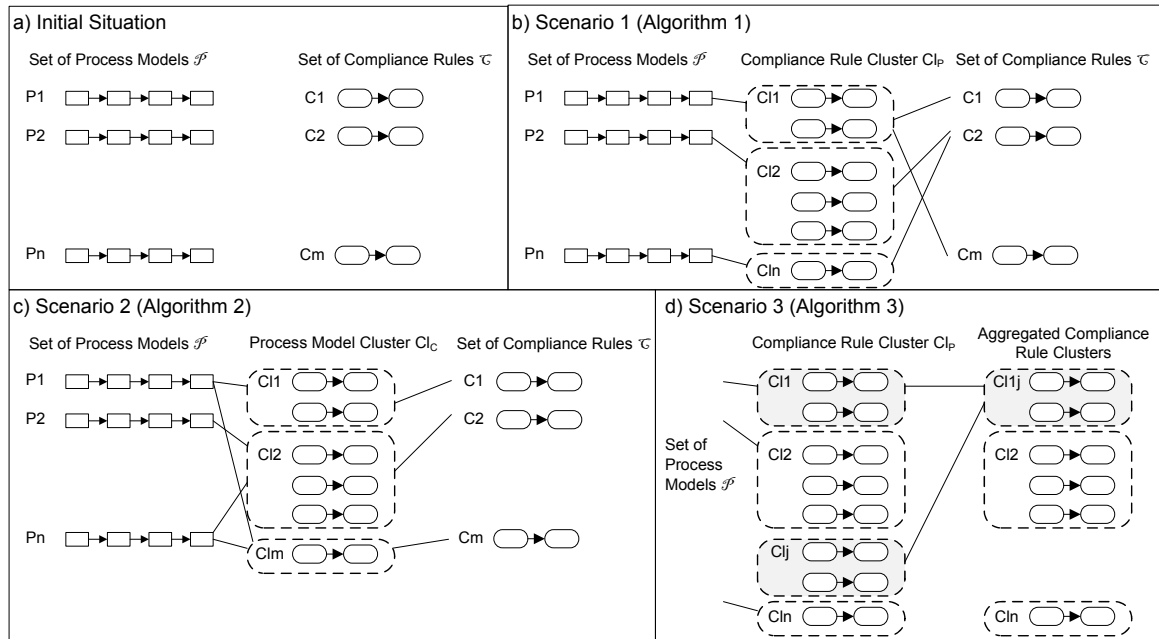 a) Initial Situation
Set of Process Models 𝒫
Set of Compliance Rules 𝒞
P1
C1
P2
C2
Pn
Cm
b) Scenario 1 (Algorithm 1)
Set of Process Models 𝒫
Compliance Rule Cluster ClP
Set of Compliance Rules 𝒞
P1
Cl1
C1
P2
C2
Cl2
Pn
Cln
Cm
c) Scenario 2 (Algorithm 2)
Set of Process Models 𝒫
Process Model Cluster ClC
Set of Compliance Rules 𝒞
P1
Cl1
C1
P2
C2
Cl2
Pn
Clm
Cm
d) Scenario 3 (Algorithm 3)
Compliance Rule Cluster ClP
Aggregated Compliance
Rule Clusters
Cl1
Cl1j
Set of
Process
Models 𝒫
Cl2
Cl2
Clj
Cln
Cln